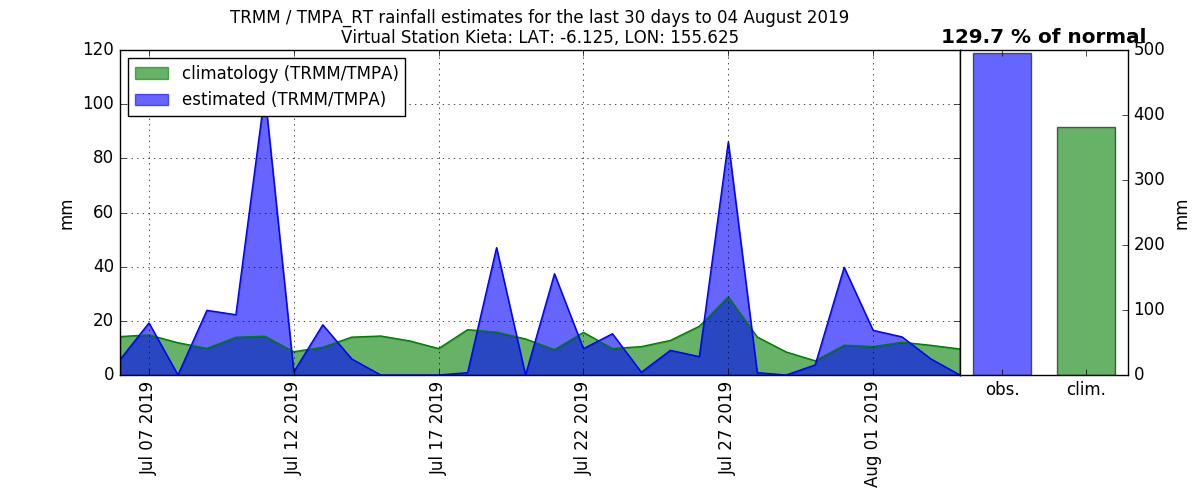 TRMM / TMPA_RT rainfall estimates for the last 30 days to 04 August 2019
Virtual Station Kieta: LAT: -6.125, LON: 155.625
129.7 % of normal
climatology (TRMM/TMPA)
estimated (TRMM/TMPA)
120
100
80
60
40
20
0
mm
Jul 07 2019
Jul 12 2019
Jul 17 2019
Jul 22 2019
Jul 27 2019
Aug 01 2019
500
400
300
200
100
0
mm
obs.
clim.